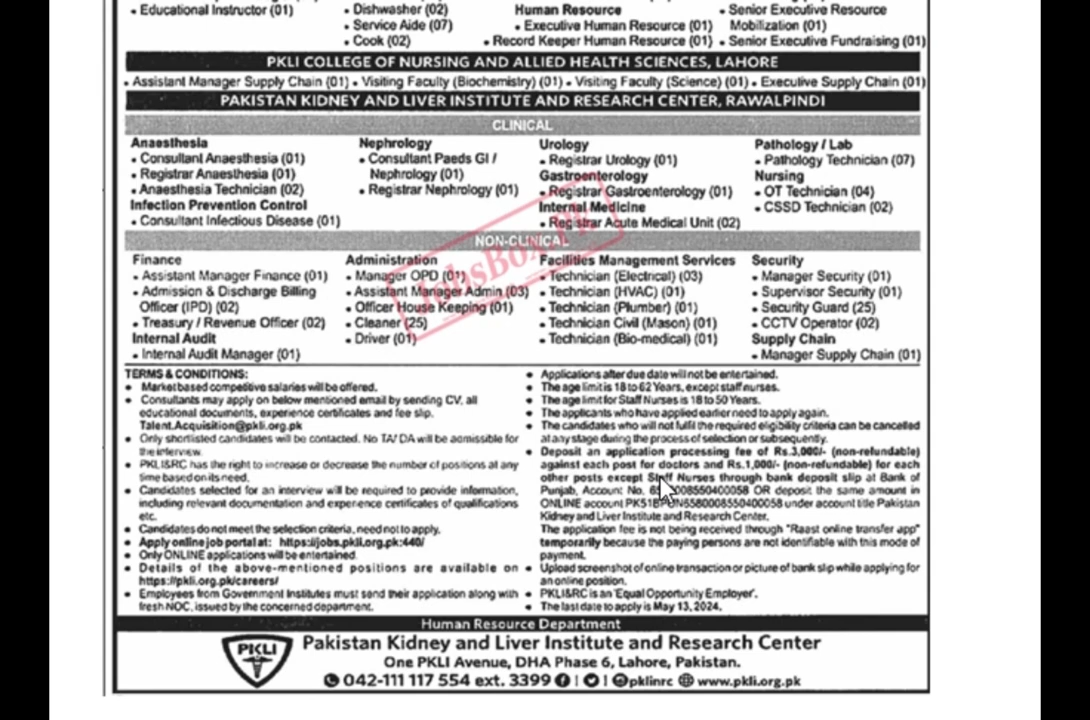 • Educational Instructor (01)
• Dishwasher (02)
• Service Aide (07)
• Cook (02)
Human Resource
• Executive Human Resource (01)
• Record Keeper Human Resource (01)
• Senior Executive Resource
Mobilization (01)
• Senior Executive Fundraising (01)
PKLI COLLEGE OF NURSING AND ALLIED HEALTH SCIENCES, LAHORE
• Assistant Manager Supply Chain (01) • Visiting Faculty (Biochemistry) (01) • Visiting Faculty (Science) (01) • Executive Supply Chain (01)
PAKISTAN KIDNEY AND LIVER INSTITUTE AND RESEARCH CENTER, RAWALPINDI
CLINICAL
Anaesthesia
• Consultant Anaesthesia (01)
• Registrar Anaesthesia (01)
• Anaesthesia Technician (02)
Infection Prevention Control
• Consultant Infectious Disease (01)
Nephrology
• Consultant Paeds GI /
Nephrology (01)
• Registrar Nephrology (01)
Urology
• Registrar Urology (01)
Gastroenterology
• Registrar Gastroenterology (01)
Internal Medicine
• Registrar Acute Medical Unit (02)
Pathology / Lab
• Pathology Technician (07)
Nursing
• OT Technician (04)
• CSSD Technician (02)
NON-CLINICAL
Finance
• Assistant Manager Finance (01)
• Admission & Discharge Billing
Officer (IPD) (02)
• Treasury / Revenue Officer (02)
Internal Audit
• Internal Audit Manager (01)
Administration
• Manager OPD (01)
• Assistant Manager Admin (03)
• Officer House Keeping (01)
• Cleaner (25)
• Driver (01)
Facilities Management Services
• Technician (Electrical) (03)
• Technician (HVAC) (01)
• Technician (Plumber) (01)
• Technician Civil (Mason) (01)
• Technician (Bio-medical) (01)
Security
• Manager Security (01)
• Supervisor Security (01)
• Security Guard (25)
• CCTV Operator (02)
Supply Chain
• Manager Supply Chain (01)
JobsBox.PK
TERMS & CONDITIONS:
• Market based competitive salaries will be offered.
• Consultants may apply on below mentioned email by sending CV, all
educational documents, experience certificates and fee slip.
Talent.Acquisition@pkli.org.pk
• Only shortlisted candidates will be contacted. No TA/ DA will be admissible for
the interview.
• PKLI&RC has the right to increase or decrease the number of positions at any
time based on its need.
• Candidates selected for an interview will be required to provide information,
including relevant documentation and experience certificates of qualifications
etc.
• Candidates do not meet the selection criteria, need not to apply.
• Apply online job portal at: https://jobs.pkli.org.pk:440/
• Only ONLINE applications will be entertained.
• Details of the above-mentioned positions are available on
https://pkli.org.pk/careers/
• Employees from Government Institutes must send their application along with
fresh NOC, issued by the concerned department.
• Applications after due date will not be entertained.
• The age limit is 18 to 62 Years, except staff nurses.
• The age limit for Staff Nurses is 18 to 50 Years.
• The applicants who have applied earlier need to apply again.
• The candidates who will not fulfil the required eligibility criteria can be cancelled
at any stage during the process of selection or subsequently.
• Deposit an application processing fee of Rs.3,000/- (non-refundable)
against each post for doctors and Rs.1,000/- (non-refundable) for each
other posts except Staff Nurses through bank deposit slip at Bank of
Punjab, Account No. OR deposit the same amount in
ONLINE account under account title Pakistan
Kidney and Liver Institute and Research Center.
The application fee is not being received through "Raast online transfer app"
temporarily because the paying persons are not identifiable with this mode of
payment.
• Upload screenshot of online transaction or picture of bank slip while applying for
an online position.
• PKLI&RC is an 'Equal Opportunity Employer'.
• The last date to apply is May 13, 2024.
Human Resource Department
PKLI
Pakistan Kidney and Liver Institute and Research Center
One PKLI Avenue, DHA Phase 6, Lahore, Pakistan.
042-111 117 554 ext. 3399 | | @pklinrc www.pkli.org.pk